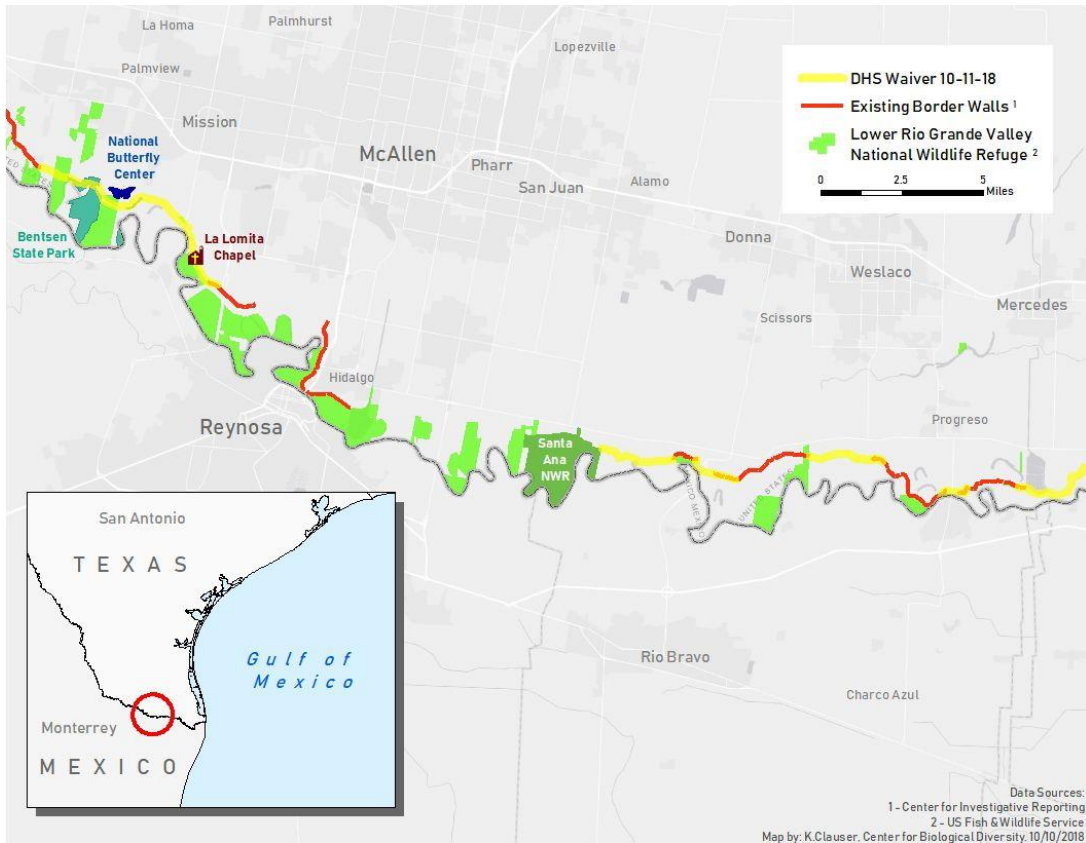 La Homa
Palmhurst
Lopezville
Palmview
National
Butterfly
Center
Mission
McAllen
Pharr
San Juan
Alamo
DHS Waiver 10-11-18
Existing Border Walls 1
Lower Rio Grande Valley
National Wildlife Refuge 2
0 2.5 5
Miles
Bentsen
State Park
La Lomita
Chapel
Donna
Weslaco
Mercedes
Scissors
Hidalgo
Reynosa
Progreso
Santa
Ana
NWR
UNITED STATES
MEXICO
Rio Bravo
Charco Azul
San Antonio
TEXAS
Gulf of
Mexico
Monterrey
MEXICO
Data Sources:
1 - Center for Investigative Reporting
2 - US Fish & Wildlife Service
Map by: K.Clauser, Center for Biological Diversity, 10/10/2018